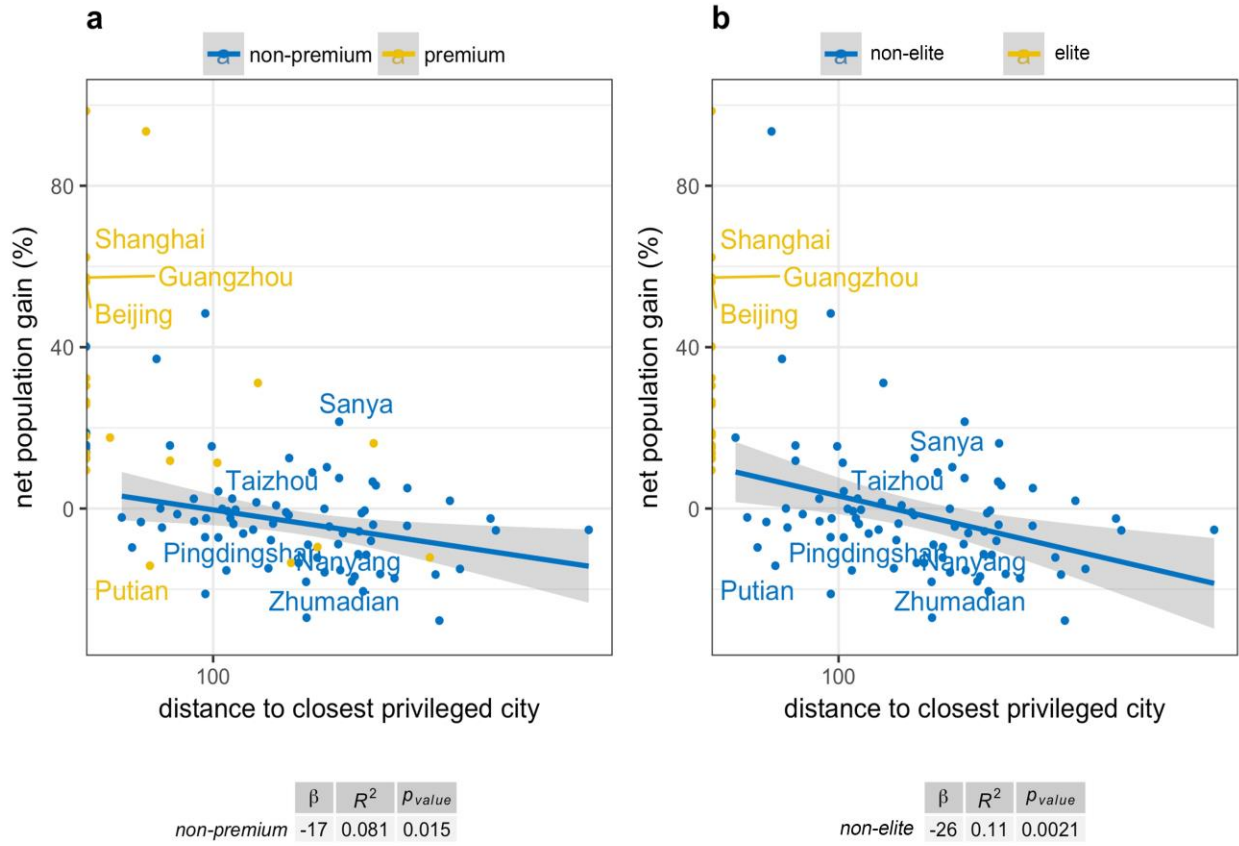 a
a non-premium a premium
net population gain (%)
80
40
0
Shanghai
Guangzhou
Beijing
Sanya
Taizhou
Pingdingshan
Nanyang
Putian
Zhumadian
100
distance to closest privileged city
β R² p value
non-premium -17 0.081 0.015
b
a non-elite a elite
net population gain (%)
80
40
0
Shanghai
Guangzhou
Beijing
Sanya
Taizhou
Pingdingshan
Nanyang
Putian
Zhumadian
100
distance to closest privileged city
β R² p value
non-elite -26 0.11 0.0021